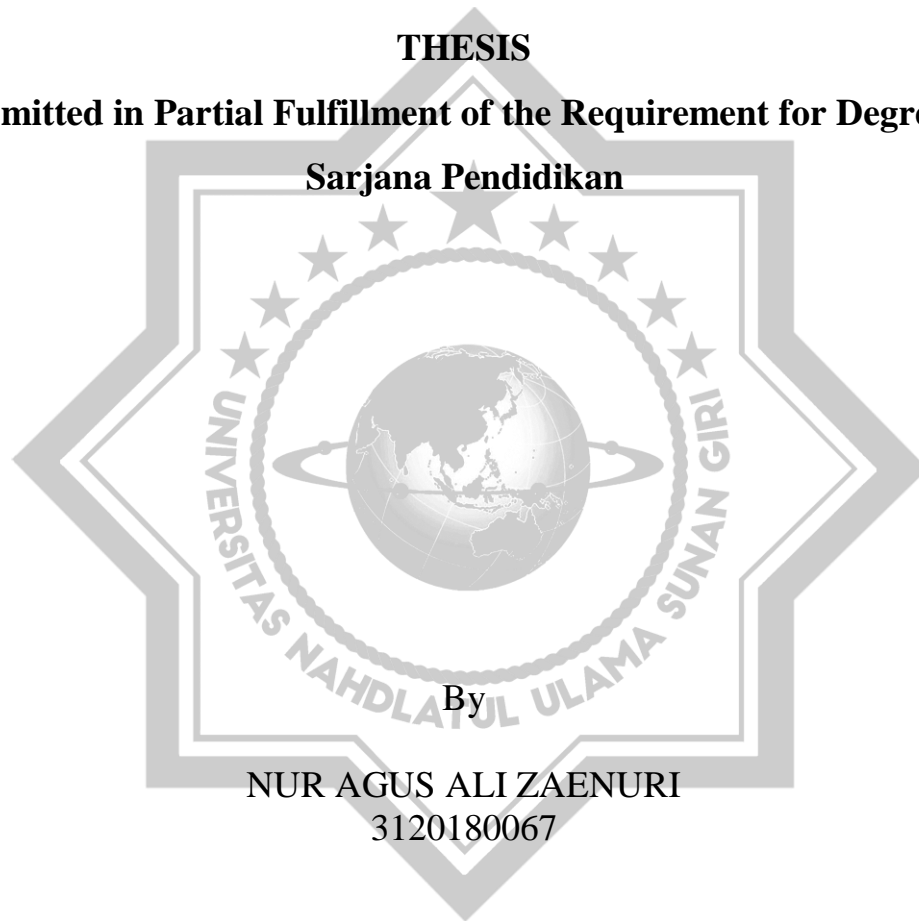 THESIS
mitted in Partial Fulfillment of the Requirement for Degre
Sarjana Pendidikan
UNIVERSITAS NAHDLATUL ULAMA SUNAN GIRI
By
NUR AGUS ALI ZAENURI
3120180067